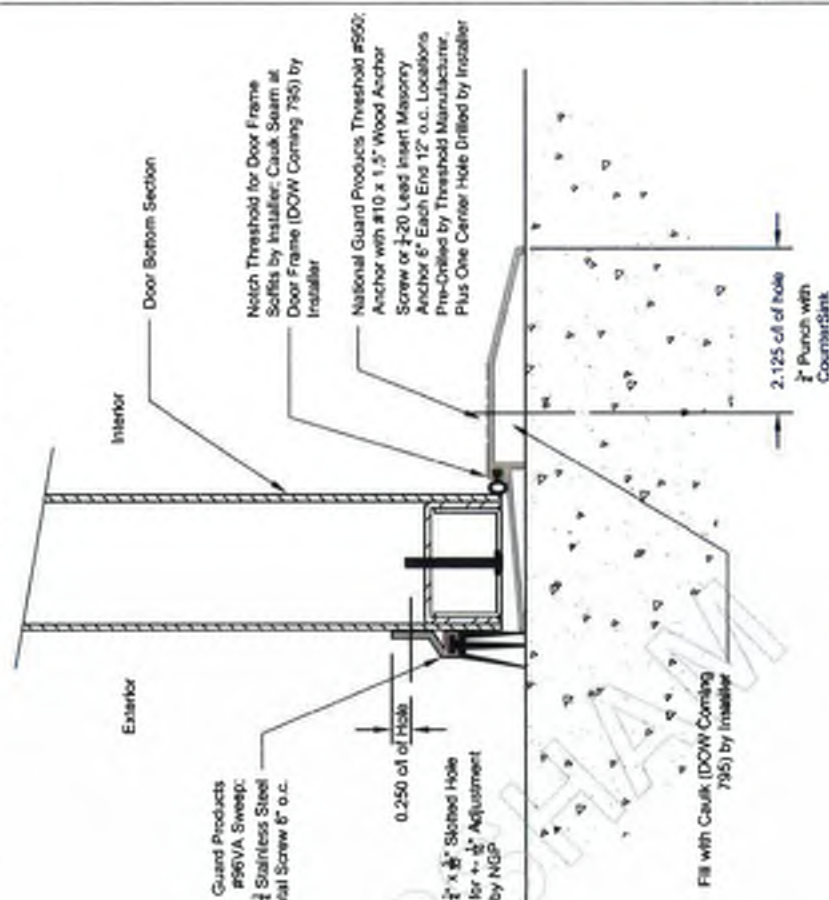 Door Bottom Section
Interior
Notch Threshold for Door Frame
Soffits by Installer; Caulk Seam at
Door Frame (DOW Corning 795) by
Installer
National Guard Products Threshold #950;
Anchor with #10 x 1.5" Wood Anchor
Screw or ¼-20 Lead Insert Masonry
Anchor 6" Each End 12" o.c. Locations
Pre-Drilled by Threshold Manufacturer,
Plus One Center Hole Drilled by Installer
Exterior
Guard Products
#96VA Sweep;
Stainless Steel
Screw 6" o.c.
0.250 c/l of Hole
Slotted Hole
for +- Adjustment
by NGP
2.125 c/l of hole
Punch with
CounterSink
Fill with Caulk (DOW Corning
795) by Installer
SHAM